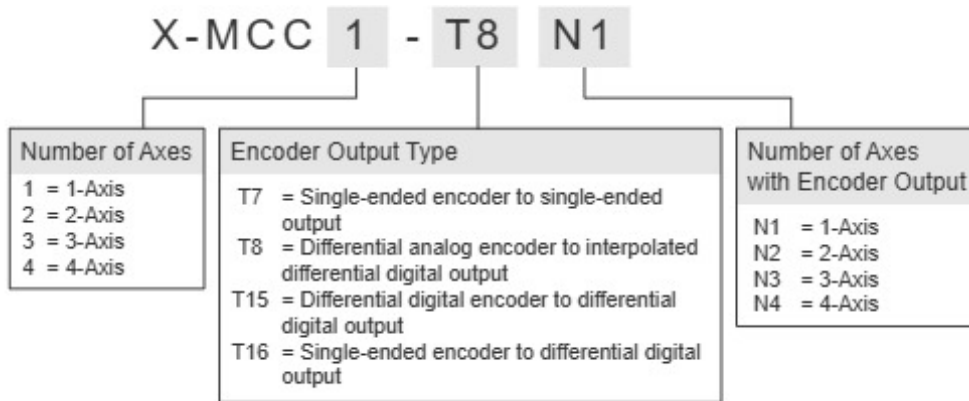 X-MCC 1 - T8 N1
Number of Axes
1 = 1-Axis
2 = 2-Axis
3 = 3-Axis
4 = 4-Axis
Encoder Output Type
T7 = Single-ended encoder to single-ended
output
T8 = Differential analog encoder to interpolated
differential digital output
T15 = Differential digital encoder to differential
digital output
T16 = Single-ended encoder to differential digital
output
Number of Axes
with Encoder Output
N1 = 1-Axis
N2 = 2-Axis
N3 = 3-Axis
N4 = 4-Axis